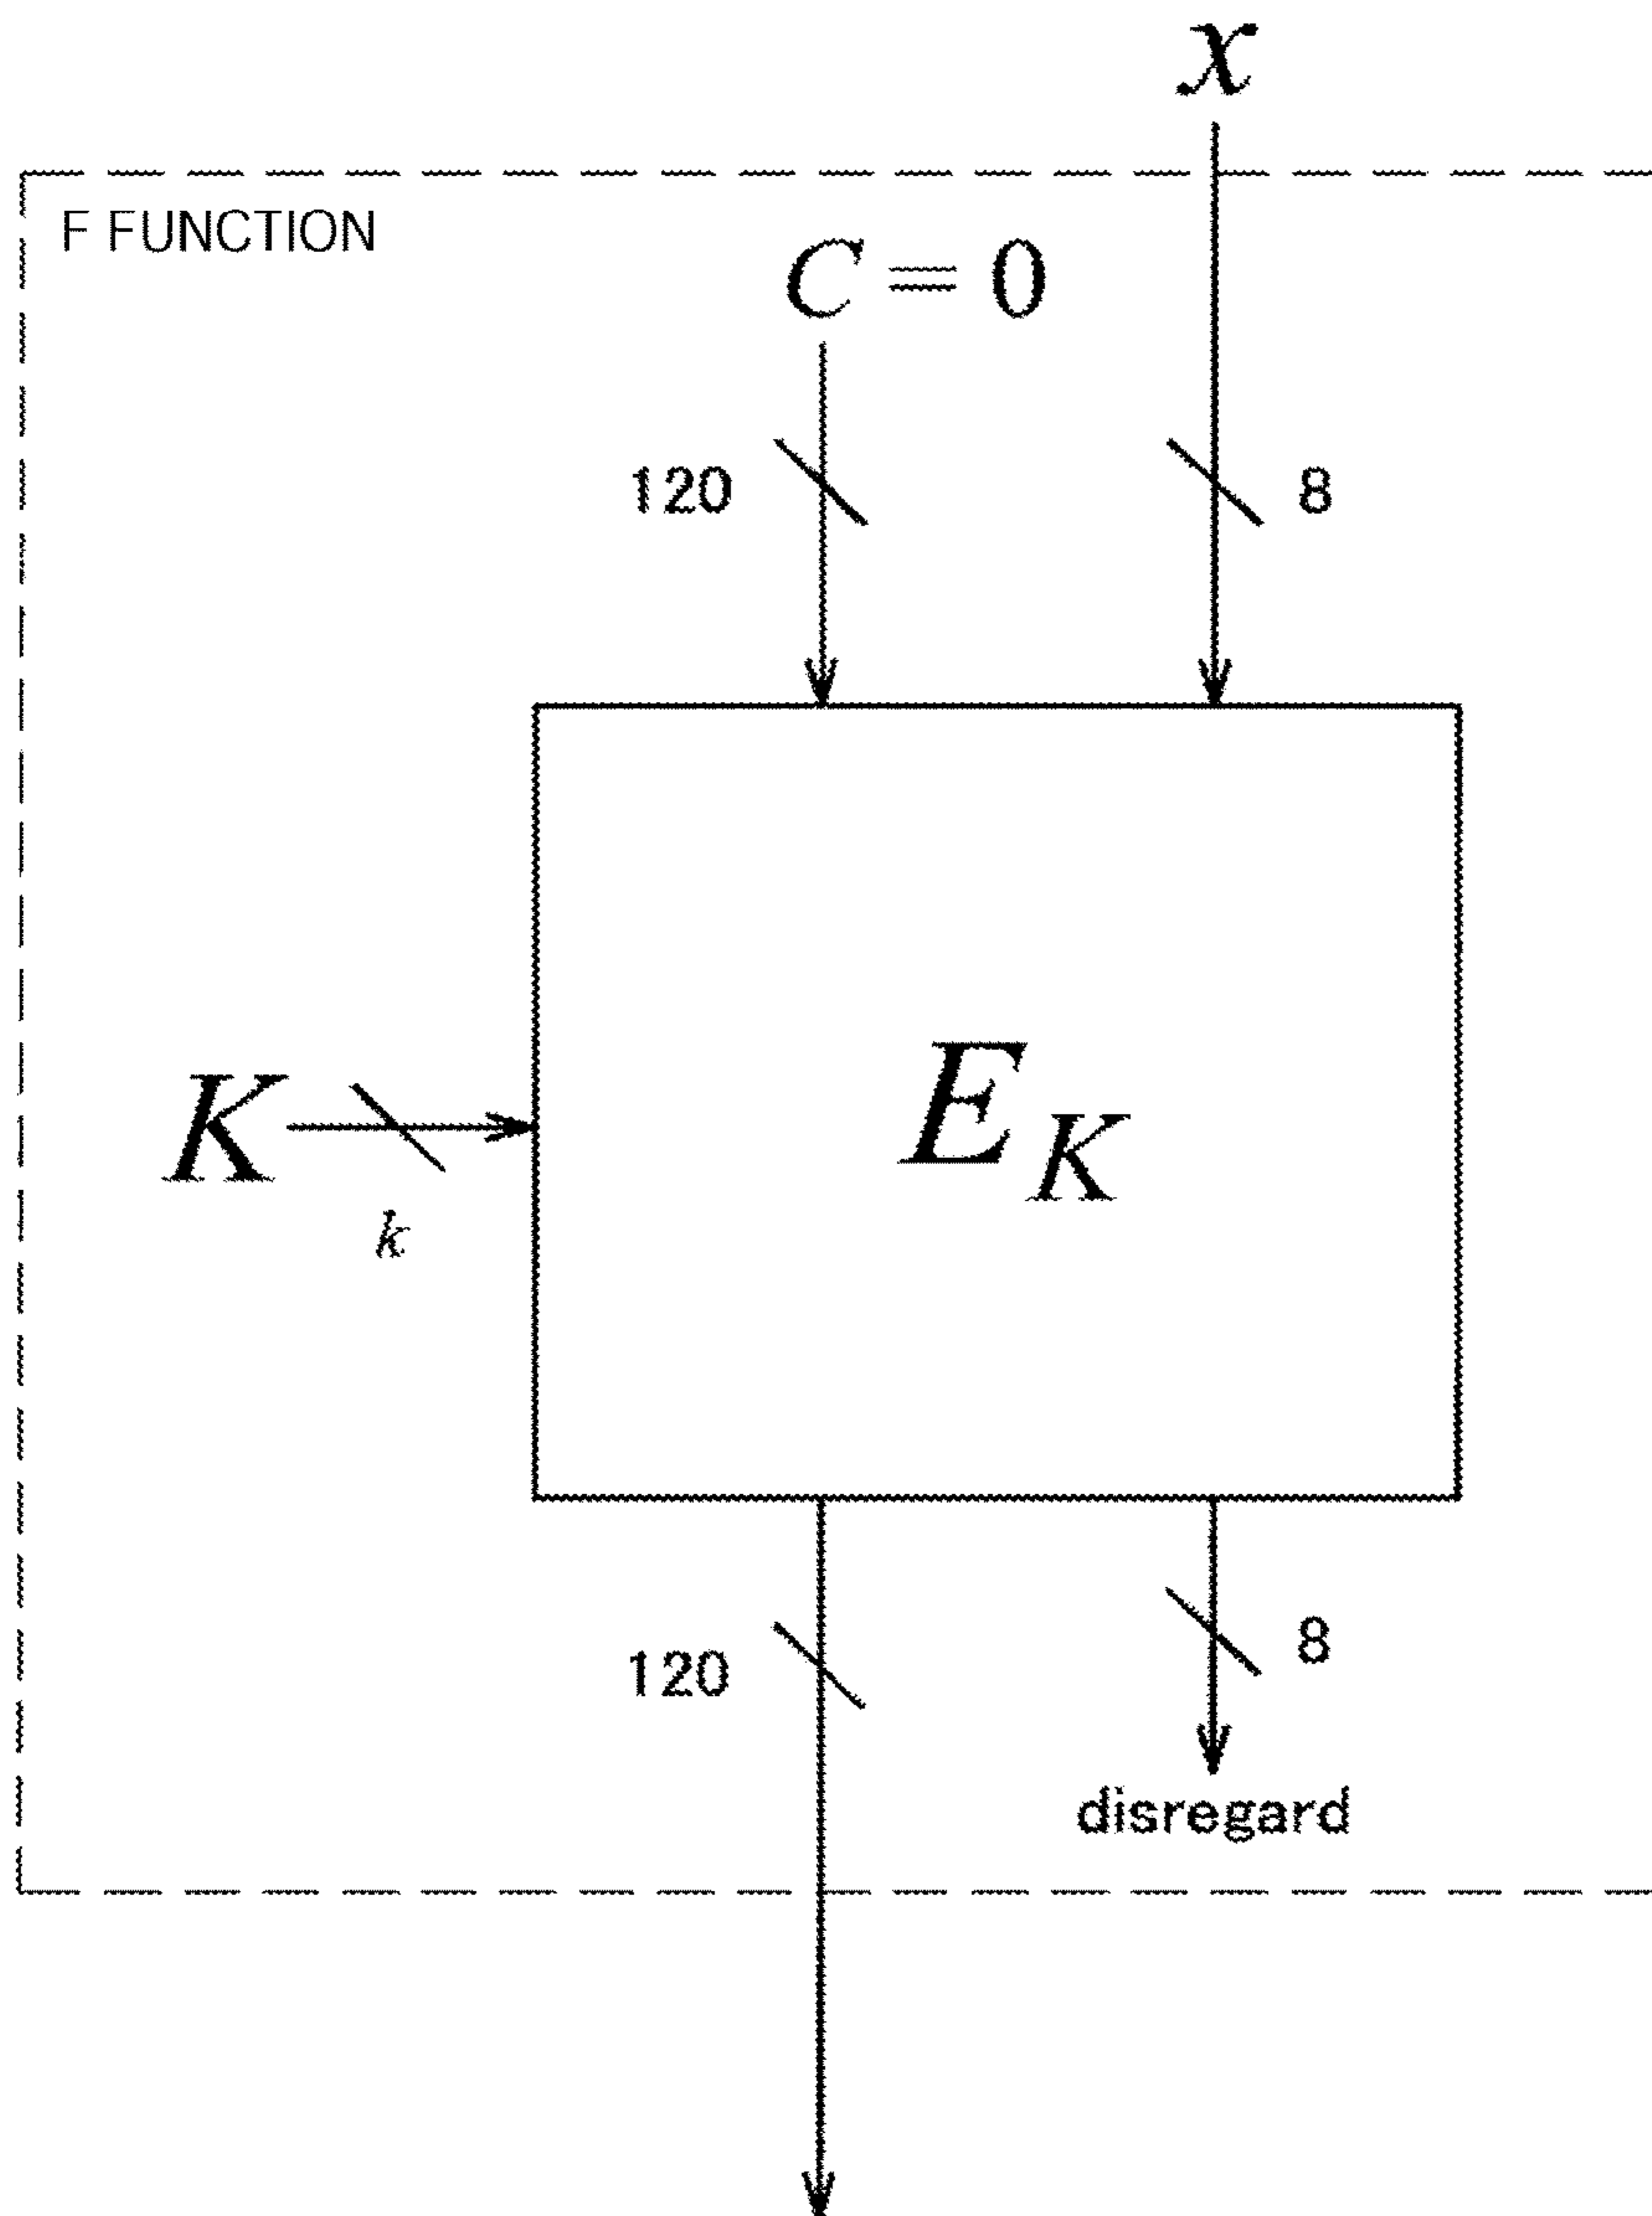 x
F FUNCTION
C = 0
120
8
K
k
E_K
120
8
disregard